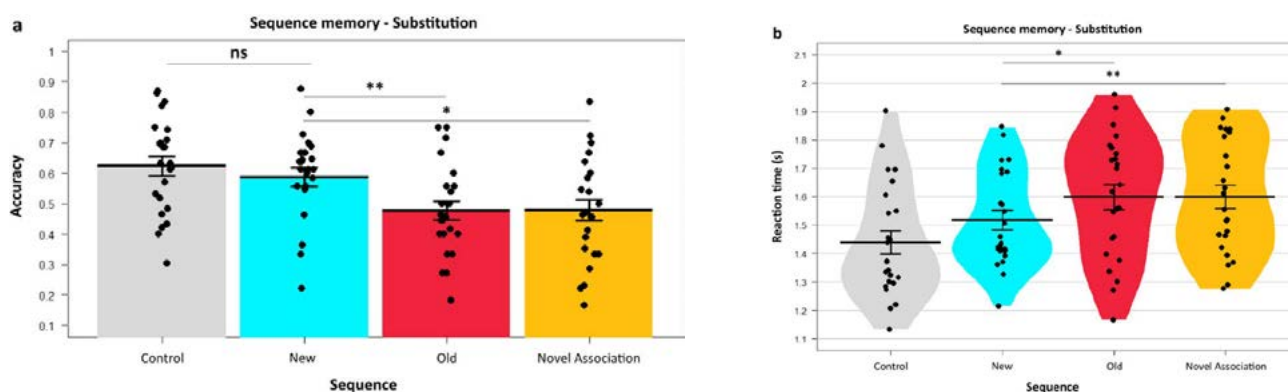 a
Sequence memory - Substitution
ns
**
*
Accuracy
1
0.9
0.8
0.7
0.6
0.5
0.4
0.3
0.2
0.1
Control
New
Old
Novel Association
Sequence
b
Sequence memory - Substitution
*
**
Reaction time (s)
2.1
2
1.9
1.8
1.7
1.6
1.5
1.4
1.3
1.2
1.1
Control
New
Old
Novel Association
Sequence